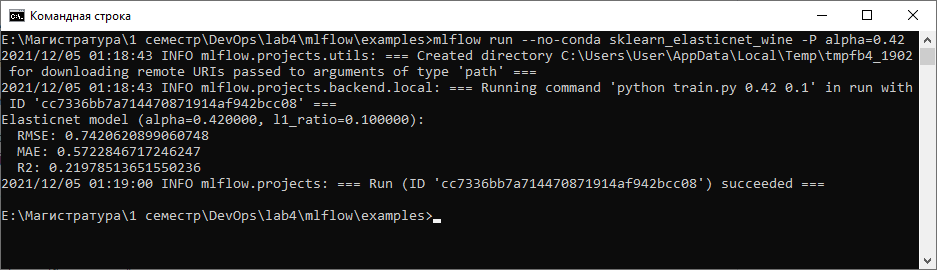 Командная строка
E:\Магистратура\1 семестр\DevOps\lab4\mlflow\examples>mlflow run --no-conda sklearn_elasticnet_wine -P alpha=0.42
2021/12/05 01:18:43 INFO mlflow.projects.utils: === Created directory C:\Users\User\AppData\Local\Temp\tmpfb4_1902
for downloading remote URIs passed to arguments of type 'path' ===
2021/12/05 01:18:43 INFO mlflow.projects.backend.local: === Running command 'python train.py 0.42 0.1' in run with
ID 'cc7336bb7a714470871914af942bcc08' ===
Elasticnet model (alpha=0.420000, l1_ratio=0.100000):
  RMSE: 0.7420620899060748
  MAE: 0.5722846717246247
  R2: 0.21978513651550236
2021/12/05 01:19:00 INFO mlflow.projects: === Run (ID 'cc7336bb7a714470871914af942bcc08') succeeded ===
E:\Магистратура\1 семестр\DevOps\lab4\mlflow\examples>